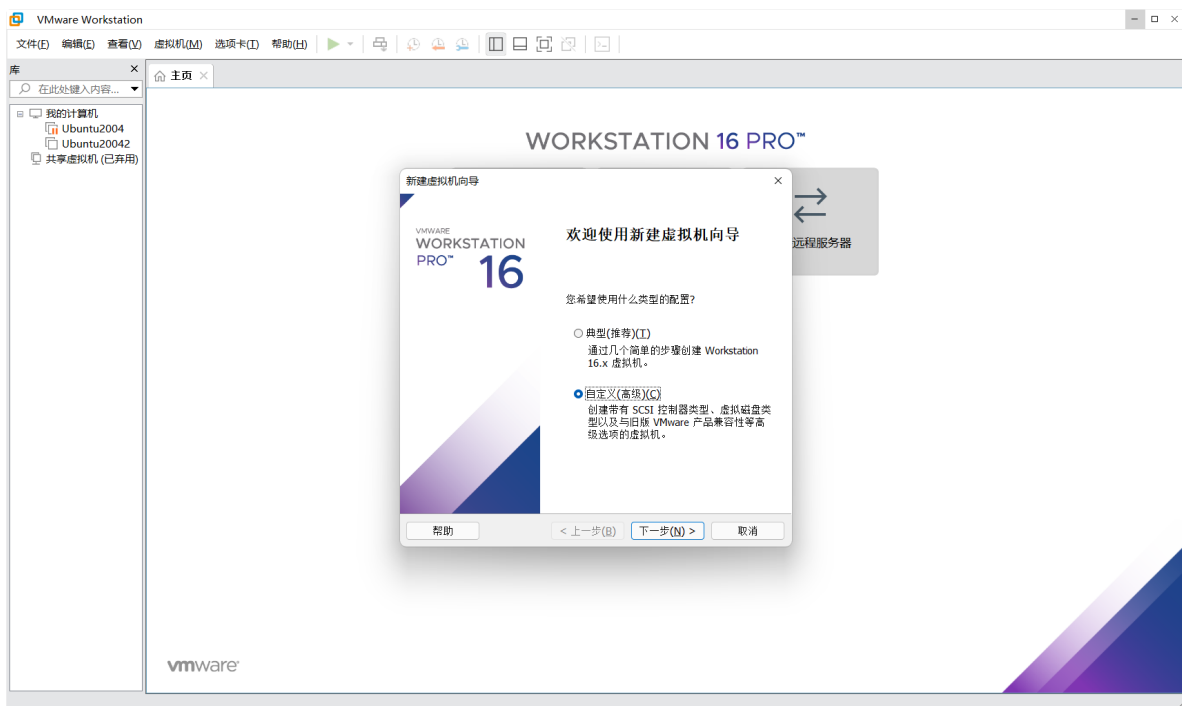 VMware Workstation
文件(F) 编辑(E) 查看(V) 虚拟机(M) 选项卡(T) 帮助(H)
库
在此处键入内容...
我的计算机
Ubuntu2004
Ubuntu20042
共享虚拟机 (已弃用)
主页
WORKSTATION 16 PRO™
远程服务器
新建虚拟机向导
VMWARE
WORKSTATION
PRO™ 16
欢迎使用新建虚拟机向导
您希望使用什么类型的配置?
典型(推荐)(T)
通过几个简单的步骤创建 Workstation
16.x 虚拟机。
自定义(高级)(C)
创建带有 SCSI 控制器类型、虚拟磁盘类
型以及与旧版 VMware 产品兼容性等高
级选项的虚拟机。
帮助 < 上一步(B) 下一步(N) > 取消
vmware